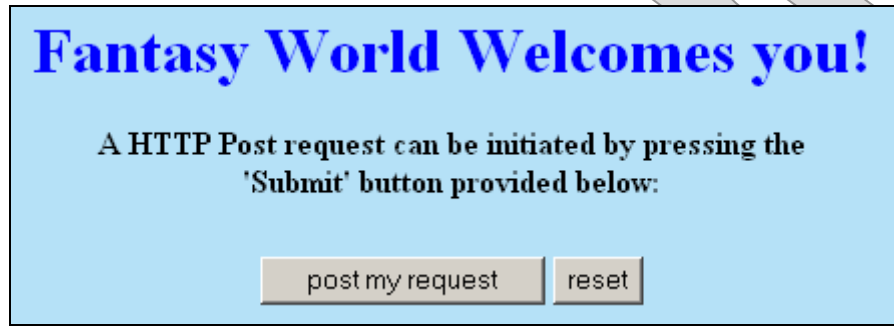 Fantasy World Welcomes you!
A HTTP Post request can be initiated by pressing the
'Submit' button provided below:
post my request reset